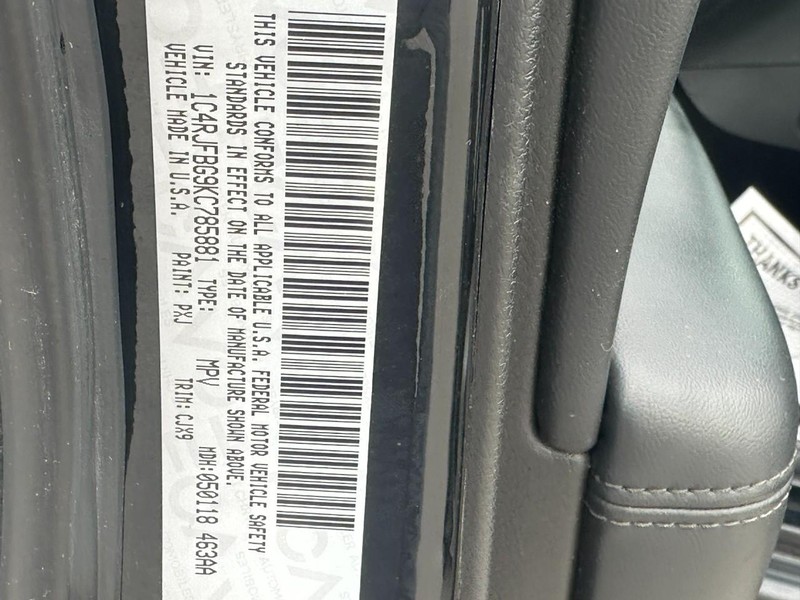 THIS VEHICLE CONFORMS TO ALL APPLICABLE U.S.A. FEDERAL MOTOR VEHICLE SAFETY
STANDARDS IN EFFECT ON THE DATE OF MANUFACTURE SHOWN ABOVE.
VIN: 1C4RJFBG9KC785881 TYPE: MPV MDH:050118 463AA
VEHICLE MADE IN U.S.A. PAINT: PXJ TRIM:CJX9
THANKS